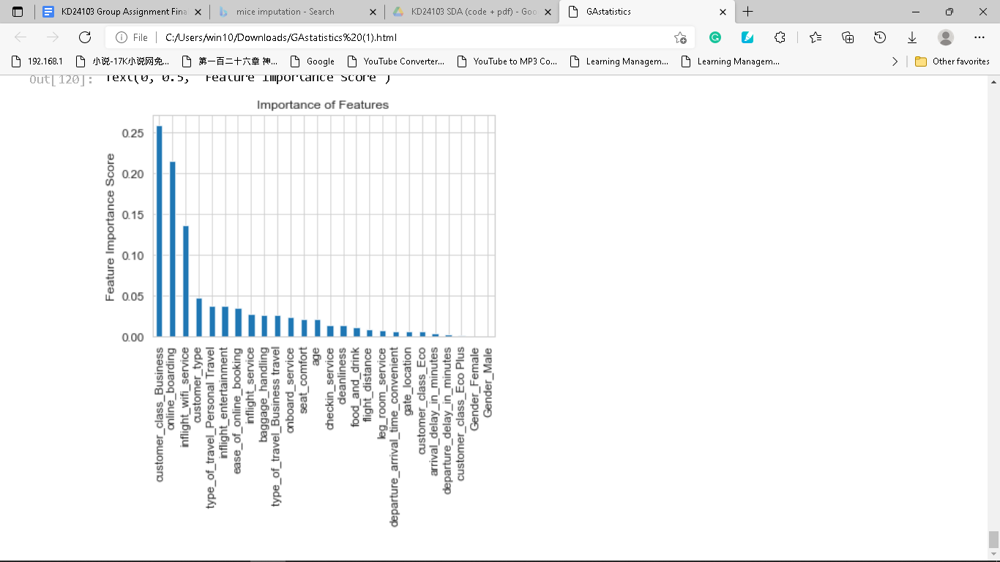 KD24103 Group Assignment Fina
mice imputation - Search
KD24103 SDA (code + pdf) - Goo
GAstatistics
File
C:/Users/win10/Downloads/GAstatistics%20(1).html
192.168.1
小说-17K小说网免...
第一百二十六章 神...
Google
YouTube Converter...
YouTube to MP3 Co...
Learning Managem...
Learning Managem...
Other favorites
Out[120]: Text(0, 0.5, ' Feature Importance Score')
Importance of Features
Feature Importance Score
0.25
0.20
0.15
0.10
0.05
0.00
customer_class_Business
online_boarding
inflight_wifi_service
customer_type
type_of_travel_Personal Travel
inflight_entertainment
ease_of_online_booking
inflight_service
baggage_handling
type_of_travel_Business travel
onboard_service
seat_comfort
age
checkin_service
cleanliness
food_and_drink
flight_distance
leg_room_service
departure_arrival_time_convenient
gate_location
customer_class_Eco
arrival_delay_in_minutes
departure_delay_in_minutes
customer_class_Eco Plus
Gender_Female
Gender_Male